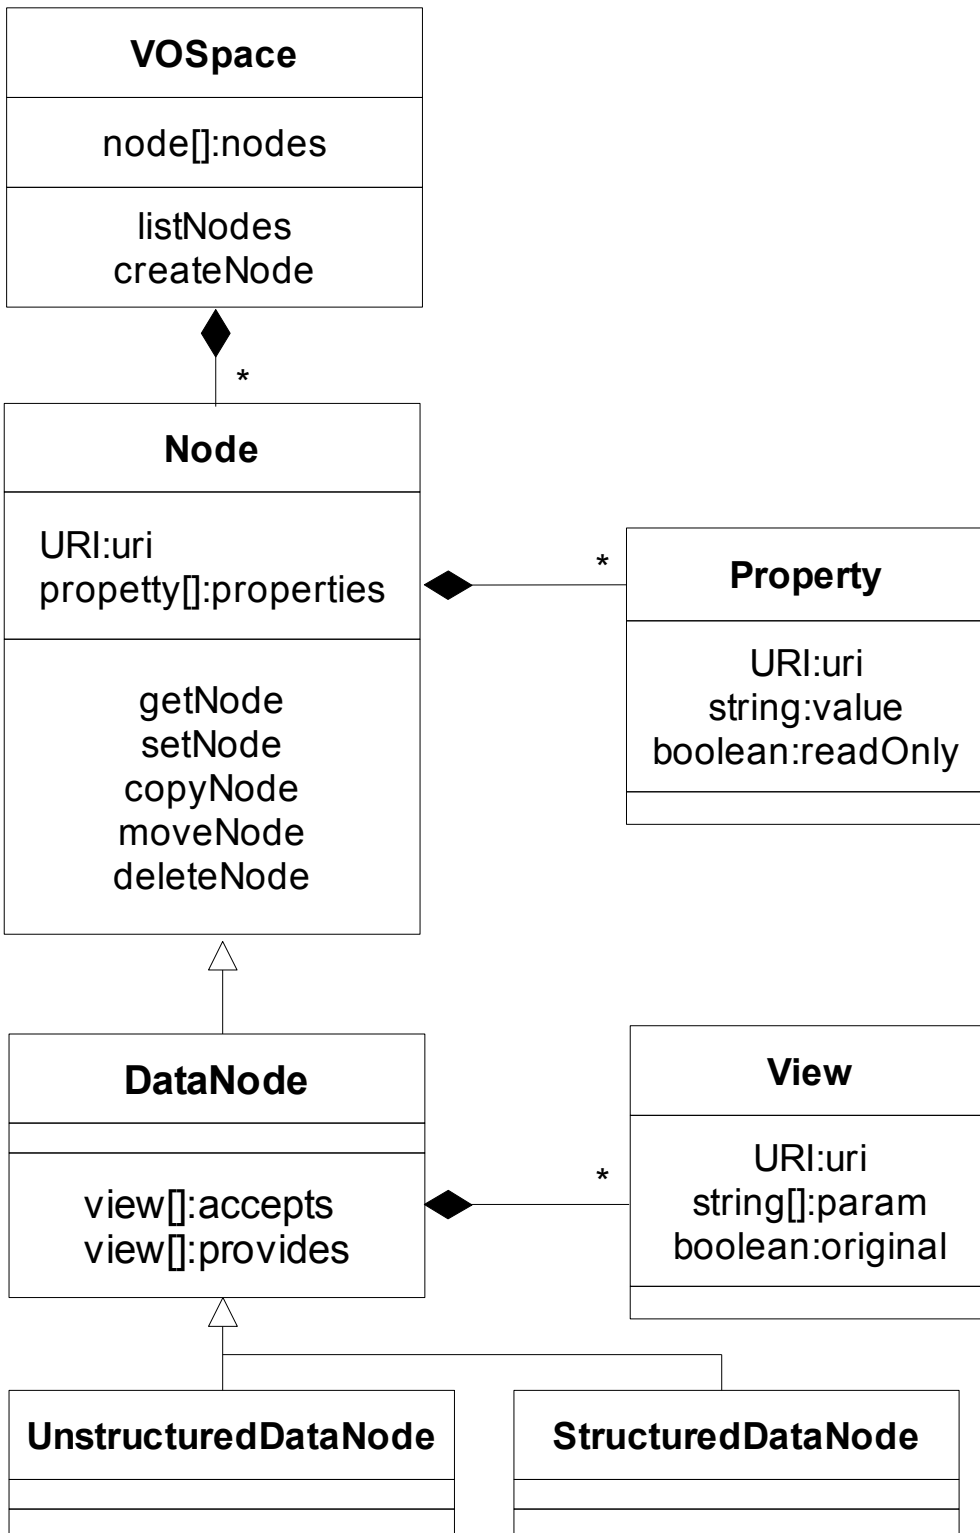 VOSpace
node[]:nodes
listNodes
createNode
*
Node
URI:uri
propetty[]:properties
getNode
setNode
copyNode
moveNode
deleteNode
*
Property
URI:uri
string:value
boolean:readOnly
DataNode
view[]:accepts
view[]:provides
*
View
URI:uri
string[]:param
boolean:original
UnstructuredDataNode
StructuredDataNode